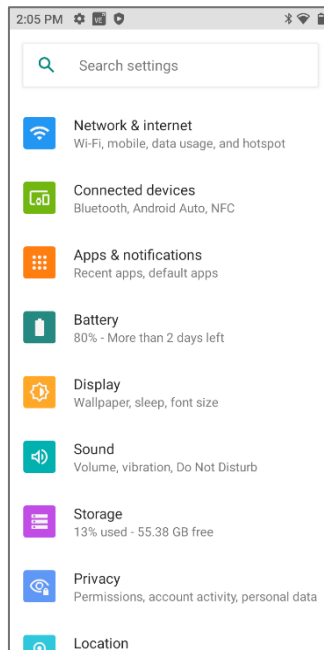 2:05 PM VE
Search settings
Network & internet
Wi-Fi, mobile, data usage, and hotspot
Connected devices
Bluetooth, Android Auto, NFC
Apps & notifications
Recent apps, default apps
Battery
80% - More than 2 days left
Display
Wallpaper, sleep, font size
Sound
Volume, vibration, Do Not Disturb
Storage
13% used - 55.38 GB free
Privacy
Permissions, account activity, personal data
Location